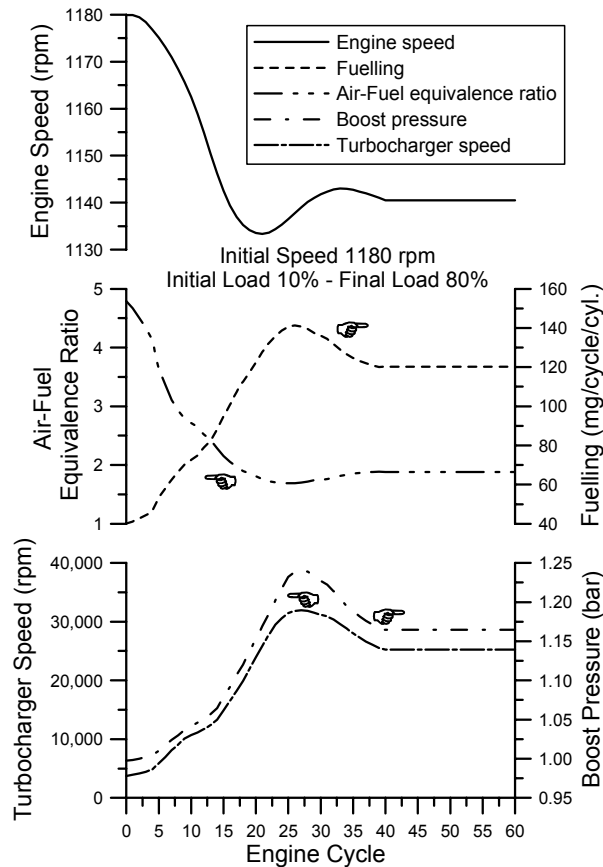 1180
1170
1160
1150
1140
1130
Engine Speed (rpm)
Engine speed
Fuelling
Air-Fuel equivalence ratio
Boost pressure
Turbocharger speed
Initial Speed 1180 rpm
Initial Load 10% - Final Load 80%
5
4
3
2
1
Air-Fuel
Equivalence Ratio
160
140
120
100
80
60
40
Fuelling (mg/cycle/cyl.)
40,000
30,000
20,000
10,000
0
Turbocharger Speed (rpm)
1.25
1.20
1.15
1.10
1.05
1.00
0.95
Boost Pressure (bar)
0 5 10 15 20 25 30 35 40 45 50 55 60
Engine Cycle